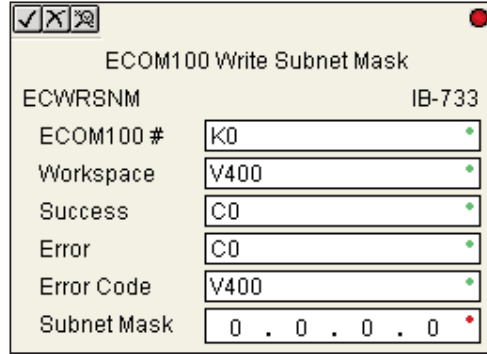 ECOM100 Write Subnet Mask
ECWRSNM IB-733
ECOM100 # K0
Workspace V400
Success C0
Error C0
Error Code V400
Subnet Mask 0 . 0 . 0 . 0